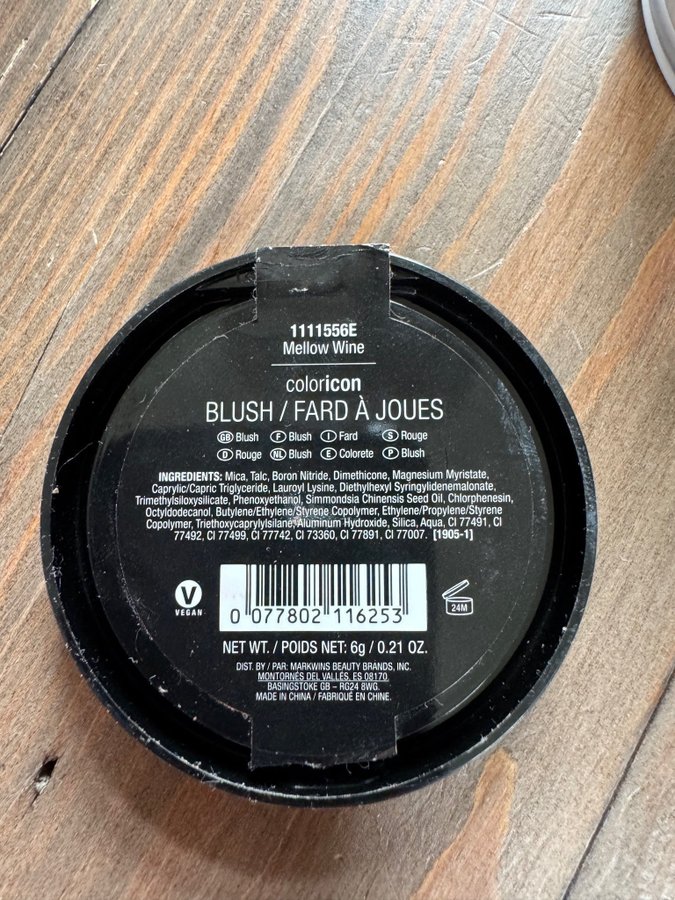 1111556E
Mellow Wine
coloricon
BLUSH / FARD À JOUES
GB Blush F Blush I Fard S Rouge
D Rouge NL Blush E Colorete P Blush
INGREDIENTS: Mica, Talc, Boron Nitride, Dimethicone, Magnesium Myristate,
Caprylic/Capric Triglyceride, Lauroyl Lysine, Diethylhexyl Syringylidenemalonate,
Trimethylsiloxysilicate, Phenoxyethanol, Simmondsia Chinensis Seed Oil, Chlorphenesin,
Octyldodecanol, Butylene/Ethylene/Styrene Copolymer, Ethylene/Propylene/Styrene
Copolymer, Triethoxycaprylylsilane, Aluminum Hydroxide, Silica, Aqua, CI 77491, CI
77492, CI 77499, CI 77742, CI 73360, CI 77891, CI 77007. [1905-1]
V
VEGAN
0 077802 116253
24M
NET WT. / POIDS NET: 6g / 0.21 OZ.
DIST. BY / PAR: MARKWINS BEAUTY BRANDS, INC.
MONTORNÉS DEL VALLÉS, ES 08170.
BASINGSTOKE GB – RG24 8WG.
MADE IN CHINA / FABRIQUÉ EN CHINE.